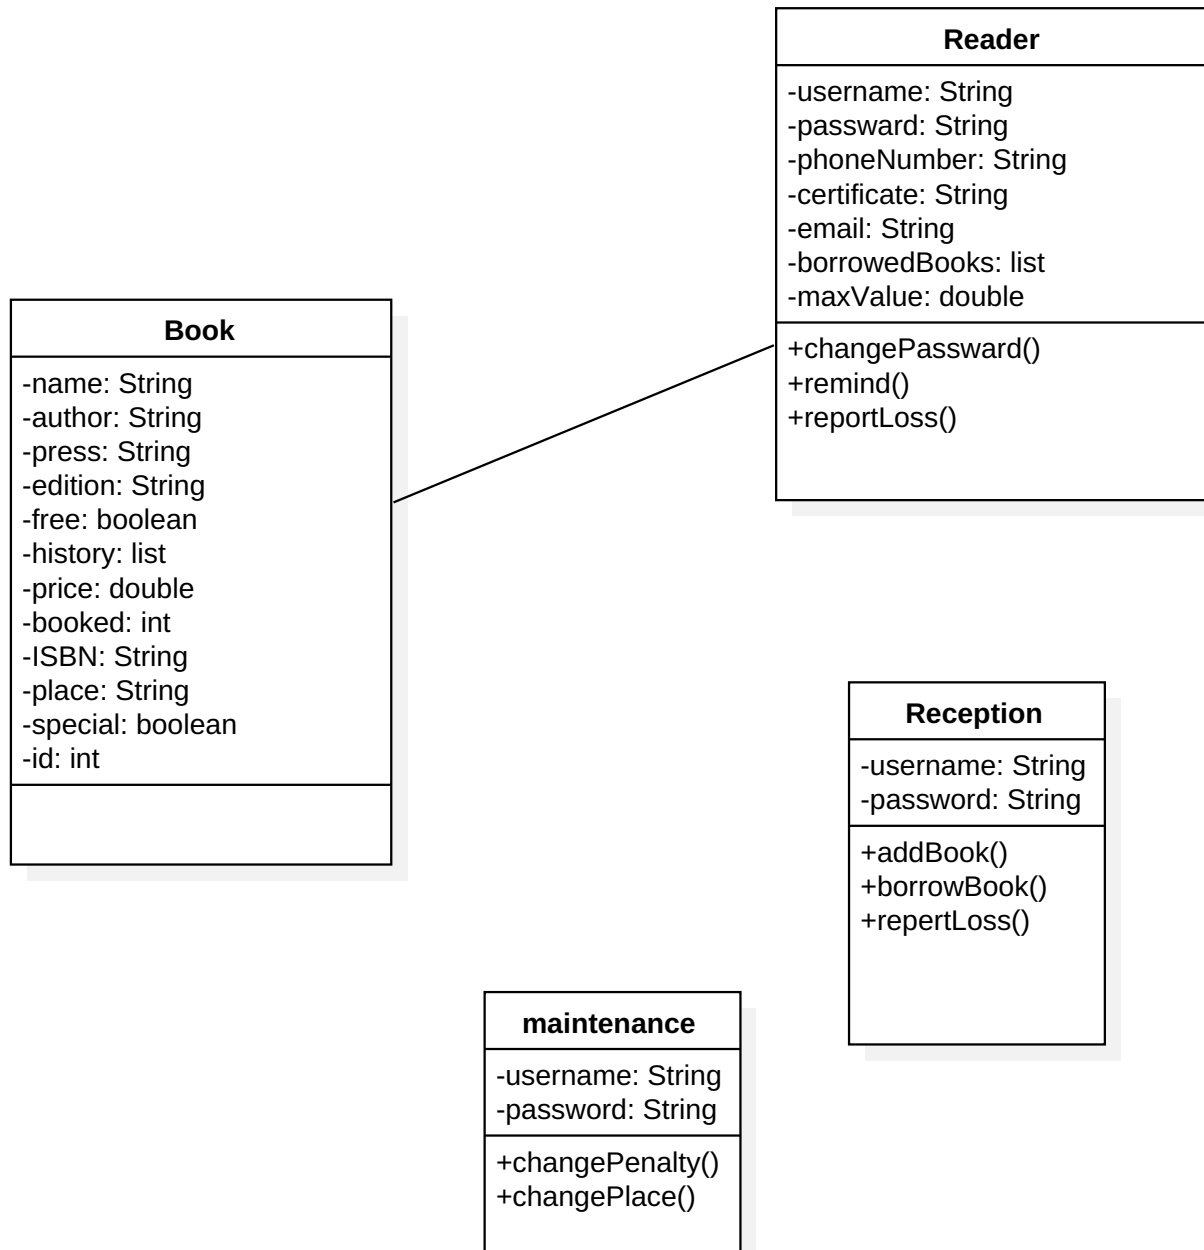 Reader
-username: String
-passward: String
-phoneNumber: String
-certificate: String
-email: String
-borrowedBooks: list
-maxValue: double
+changePassward()
+remind()
+reportLoss()
Book
-name: String
-author: String
-press: String
-edition: String
-free: boolean
-history: list
-price: double
-booked: int
-ISBN: String
-place: String
-special: boolean
-id: int
Reception
-username: String
-password: String
+addBook()
+borrowBook()
+repertLoss()
maintenance
-username: String
-password: String
+changePenalty()
+changePlace()